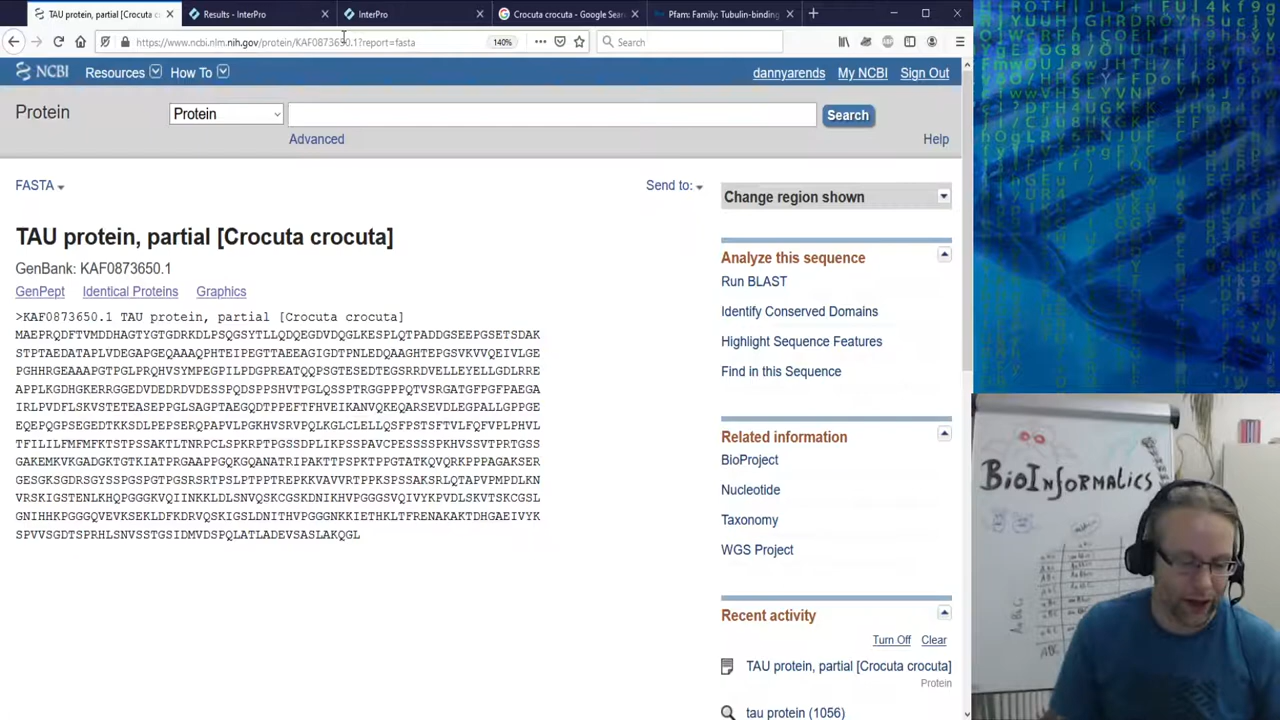 TAU protein, partial [Crocuta c
Results - InterPro
InterPro
Crocuta crocuta - Google Sear
Pfam: Family: Tubulin-binding
https://www.ncbi.nlm.nih.gov/protein/KAF0873650.1?report=fasta
140%
Search
NCBI
Resources
How To
dannyarends
My NCBI
Sign Out
Protein
Protein
Search
Advanced
Help
FASTA
Send to:
Change region shown
TAU protein, partial [Crocuta crocuta]
GenBank: KAF0873650.1
GenPept
Identical Proteins
Graphics
>KAF0873650.1 TAU protein, partial [Crocuta crocuta]
MAEPRQDFTVMDDHAGTYGTGDRKDLPSQGSYTLLQDQEGDVDQGLKESPLQTPADDGSEEPGSETSDAK
STPTAEDATAPLVDEGAPGEQAAAQPHTEIPEGTTAEEAGIGDTPNLEDQAAGHTEPGSVKVVQEIVLGE
PGHHRGEAAAPGTPGLPRQHVSYMPEGPILPDGPREATQQPSGTESEDTEGSRRDVELLEYELLGDLRRE
APPLKGDHGKERRGGEDVDEDRDVDESSPQDSPPSHVTPGLQSSPTRGGPPPQTVSRGATGFPGFPAEGA
IRLPVDFLSKVSTETEASEPPGLSAGPTAEGQDTPPEFTFHVEIKANVQKEQARSEVDLEGPALLGPPGE
EQEPQGPSEGEDTKKSDLPEPSERQPAPVLPGKHVSRVPQLKGLCLELLQSFPSTSFTVLFQFVPLPHVL
TFILILFMFMFKTSTPSSAKTLTNRPCLSPERPTPGSSDPLIKPSSPAVCPESSSSPKHVSSVTPRTGSS
GAKEMKVKGADGKTGTKIATPRGAAPPGQKGQANATRIPAKTTPSPKTPPGTATKQVQRKPPPAGAKSER
GESGKSGDRSGYSSPGSPGTPGSRSRTPSLPTPPTREPKKVAVVRTPPKSPSSAKSRLQTAPVPMPDLKN
VRSKIGSTENLKHQPGGGKVQIINKKLDLSNVQSKCGSKDNIKHVPGGGSVQIVYKPVDLSKVTSKCGSL
GNIHHKPGGGQVEVKSEKLDFKDRVQSKIGSLDNITHVPGGGNKKIETHKLTFRENAKAKTDHGAEIVYK
SPVVSGDTSPRHLSNVSSTGSIDMVDSPQLATLADEVSASLAKQGL
Analyze this sequence
Run BLAST
Identify Conserved Domains
Highlight Sequence Features
Find in this Sequence
Related information
BioProject
Nucleotide
Taxonomy
WGS Project
Recent activity
Turn Off
Clear
TAU protein, partial [Crocuta crocuta]
Protein
tau protein (1056)
BioInformatics